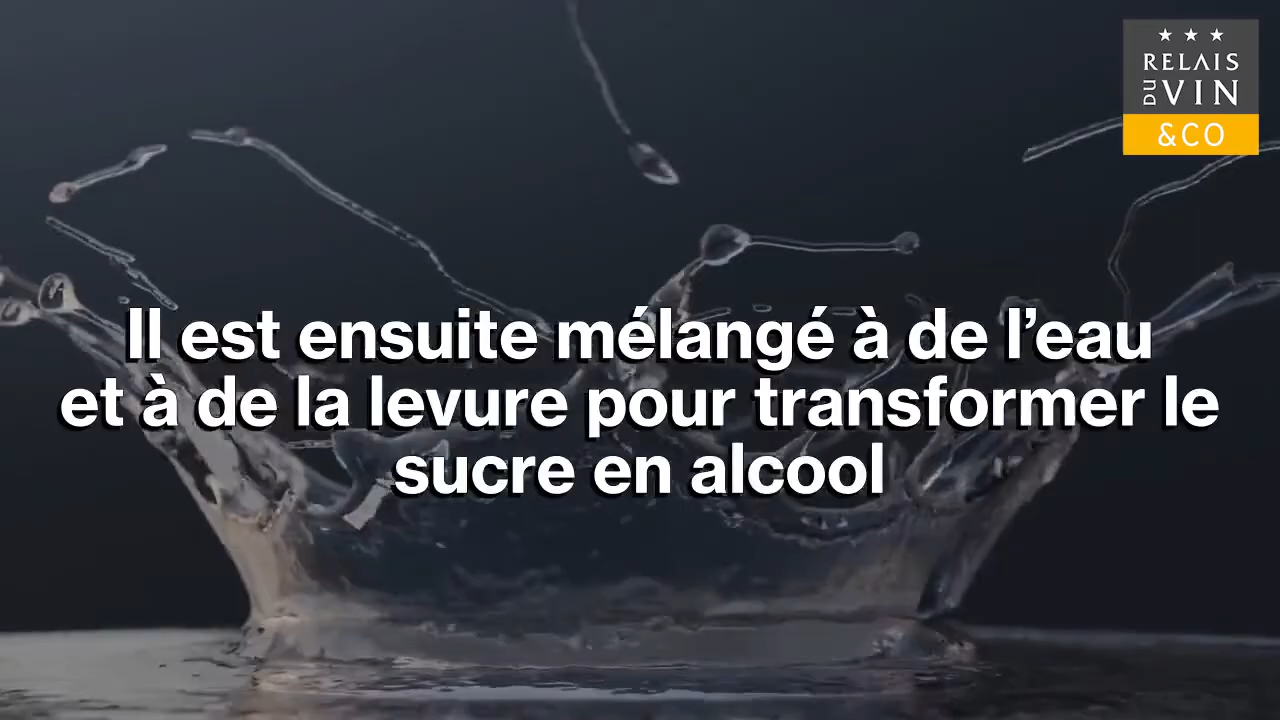 ★ ★ ★
RELAIS
DU VIN
&CO
Il est ensuite mélangé à de l’eau
et à de la levure pour transformer le
sucre en alcool